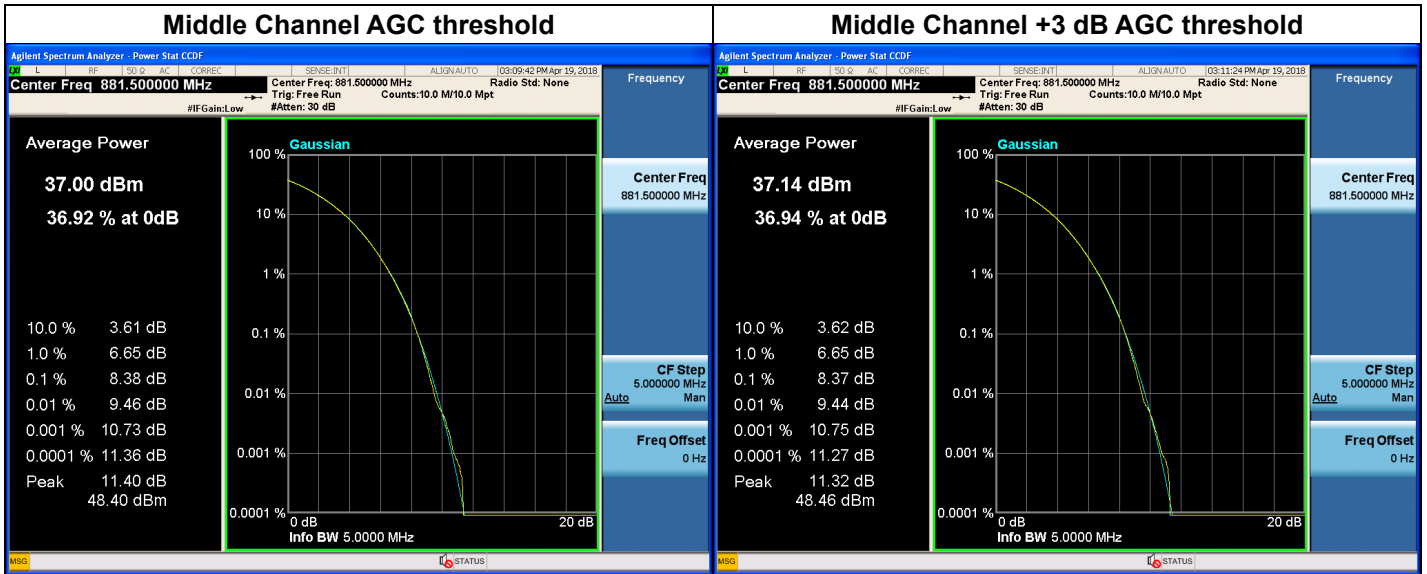 Middle Channel AGC threshold
Agilent Spectrum Analyzer - Power Stat CCDF
LXI L RF 50 Ω AC CORREC SENSE:INT ALIGNAUTO 03:09:42 PM Apr 19, 2018
Center Freq 881.500000 MHz
Center Freq: 881.500000 MHz Radio Std: None
Trig: Free Run Counts:10.0 M/10.0 Mpt
#IFGain:Low #Atten: 30 dB
Frequency
Average Power
37.00 dBm
36.92 % at 0dB
10.0 % 3.61 dB
1.0 % 6.65 dB
0.1 % 8.38 dB
0.01 % 9.46 dB
0.001 % 10.73 dB
0.0001 % 11.36 dB
Peak 11.40 dB
48.40 dBm
Gaussian
100 %
10 %
1 %
0.1 %
0.01 %
0.001 %
0.0001 %
0 dB 20 dB
Info BW 5.0000 MHz
Center Freq
881.500000 MHz
CF Step
5.000000 MHz
Auto Man
Freq Offset
0 Hz
MSG STATUS
Middle Channel +3 dB AGC threshold
Agilent Spectrum Analyzer - Power Stat CCDF
LXI L RF 50 Ω AC CORREC SENSE:INT ALIGNAUTO 03:11:24 PM Apr 19, 2018
Center Freq 881.500000 MHz
Center Freq: 881.500000 MHz Radio Std: None
Trig: Free Run Counts:10.0 M/10.0 Mpt
#IFGain:Low #Atten: 30 dB
Frequency
Average Power
37.14 dBm
36.94 % at 0dB
10.0 % 3.62 dB
1.0 % 6.65 dB
0.1 % 8.37 dB
0.01 % 9.44 dB
0.001 % 10.75 dB
0.0001 % 11.27 dB
Peak 11.32 dB
48.46 dBm
Gaussian
100 %
10 %
1 %
0.1 %
0.01 %
0.001 %
0.0001 %
0 dB 20 dB
Info BW 5.0000 MHz
Center Freq
881.500000 MHz
CF Step
5.000000 MHz
Auto Man
Freq Offset
0 Hz
MSG STATUS